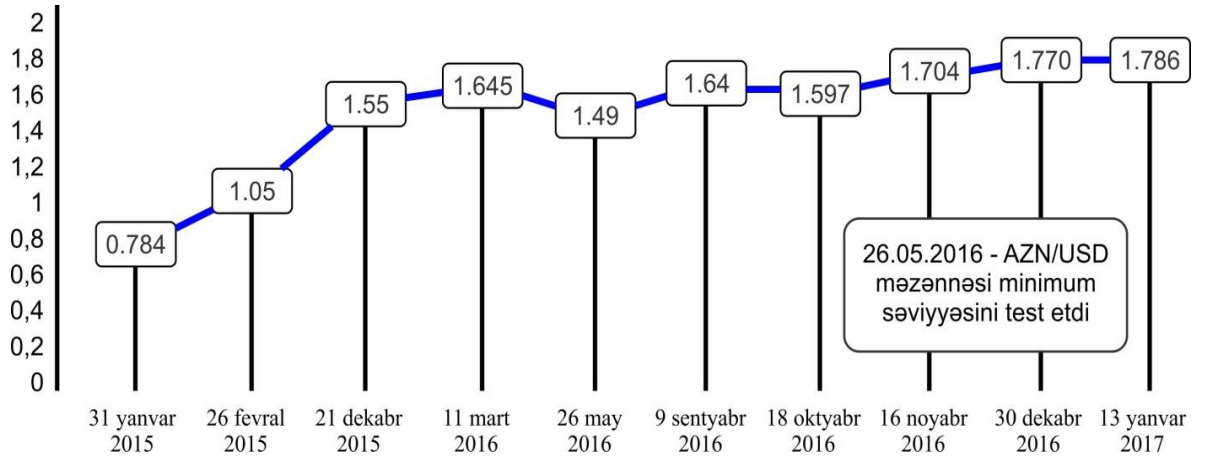 2
1,8
1,6
1,4
1,2
1
0,8
0,6
0,4
0,2
0
0.784
1.05
1.55
1.645
1.49
1.64
1.597
1.704
1.770
1.786
26.05.2016 - AZN/USD
məzənnəsi minimum
səviyyəsini test etdi
31 yanvar
2015
26 fevral
2015
21 dekabr
2015
11 mart
2016
26 may
2016
9 sentyabr
2016
18 oktyabr
2016
16 noyabr
2016
30 dekabr
2016
13 yanvar
2017